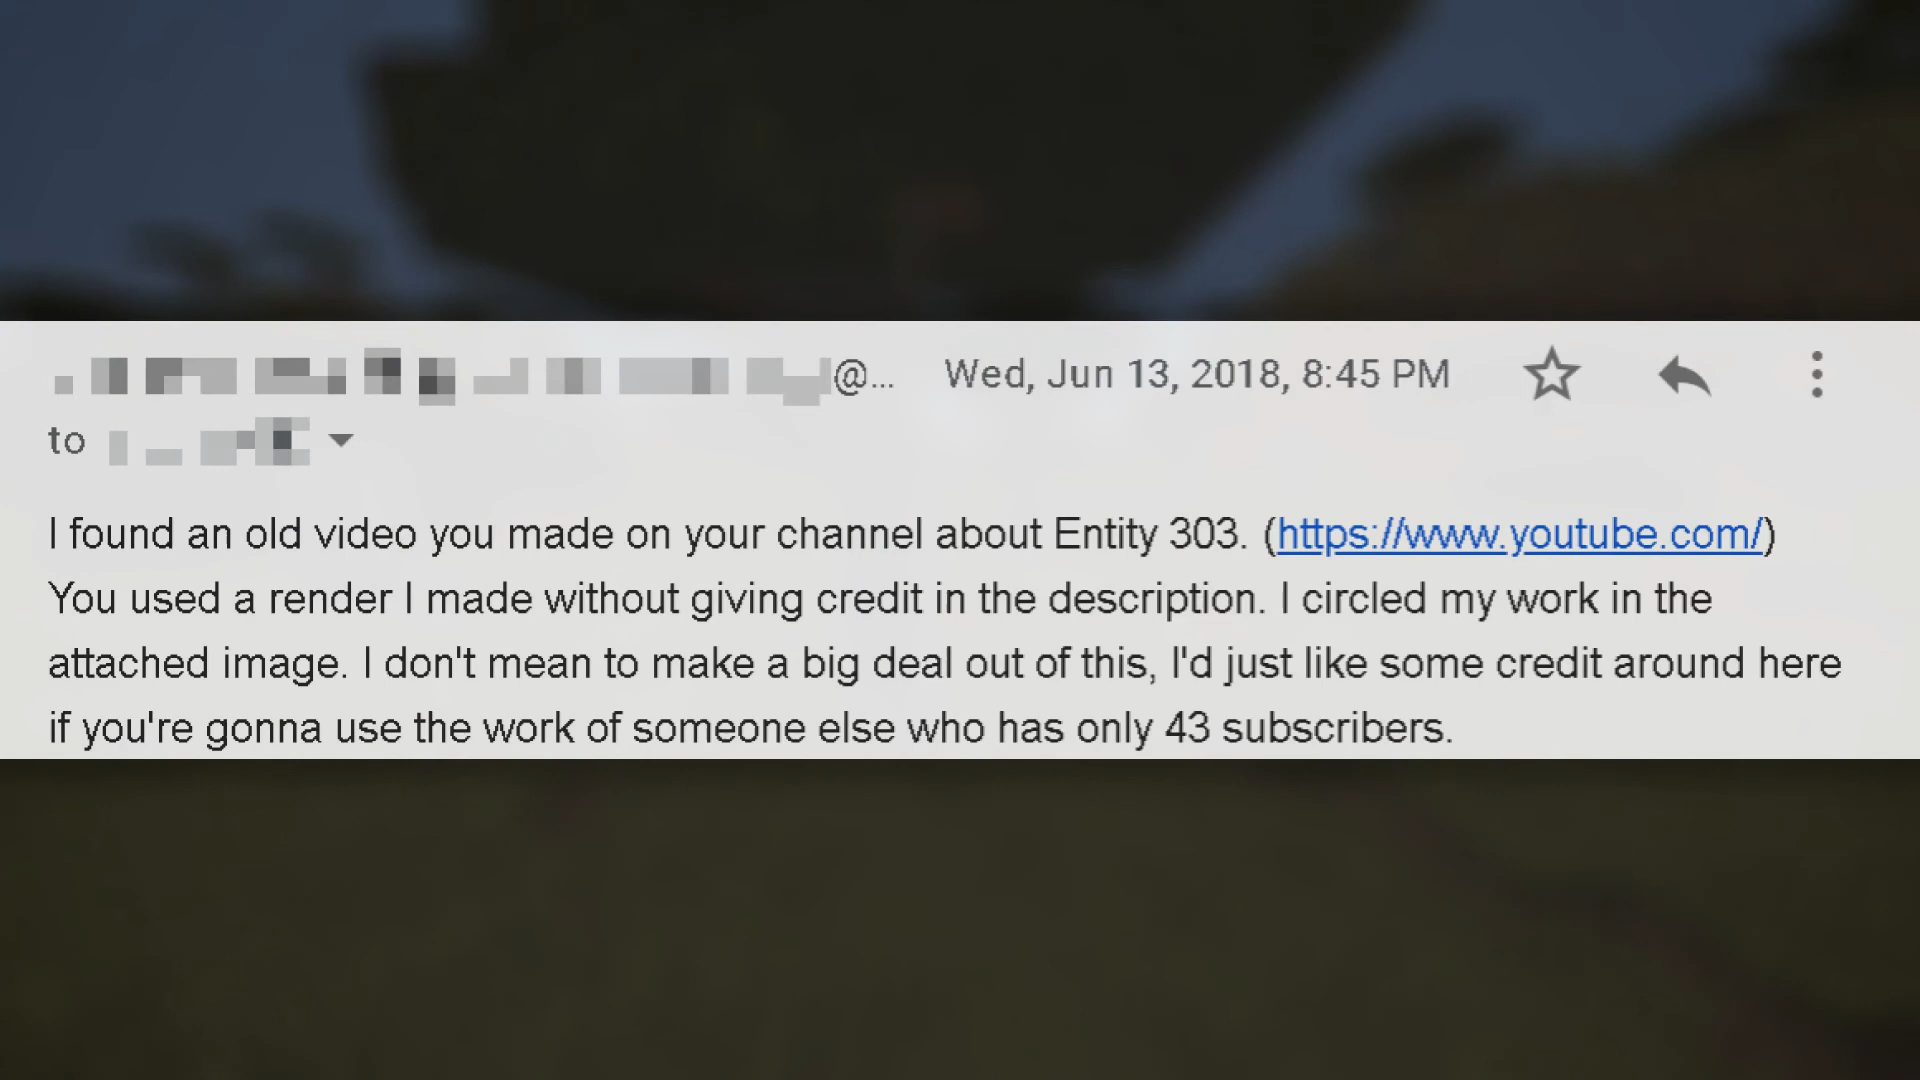 @... Wed, Jun 13, 2018, 8:45 PM
to
I found an old video you made on your channel about Entity 303. (https://www.youtube.com/)
You used a render I made without giving credit in the description. I circled my work in the
attached image. I don't mean to make a big deal out of this, I'd just like some credit around here
if you're gonna use the work of someone else who has only 43 subscribers.